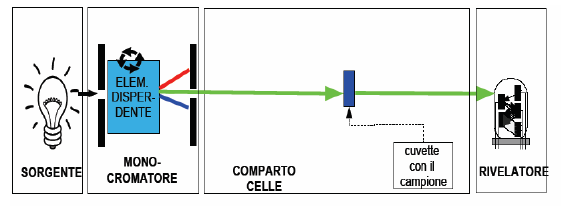 ELEM.
DISPER-
DENTE
SORGENTE
MONO-
CROMATORE
COMPARTO
CELLE
cuvette
con il
campione
RIVELATORE